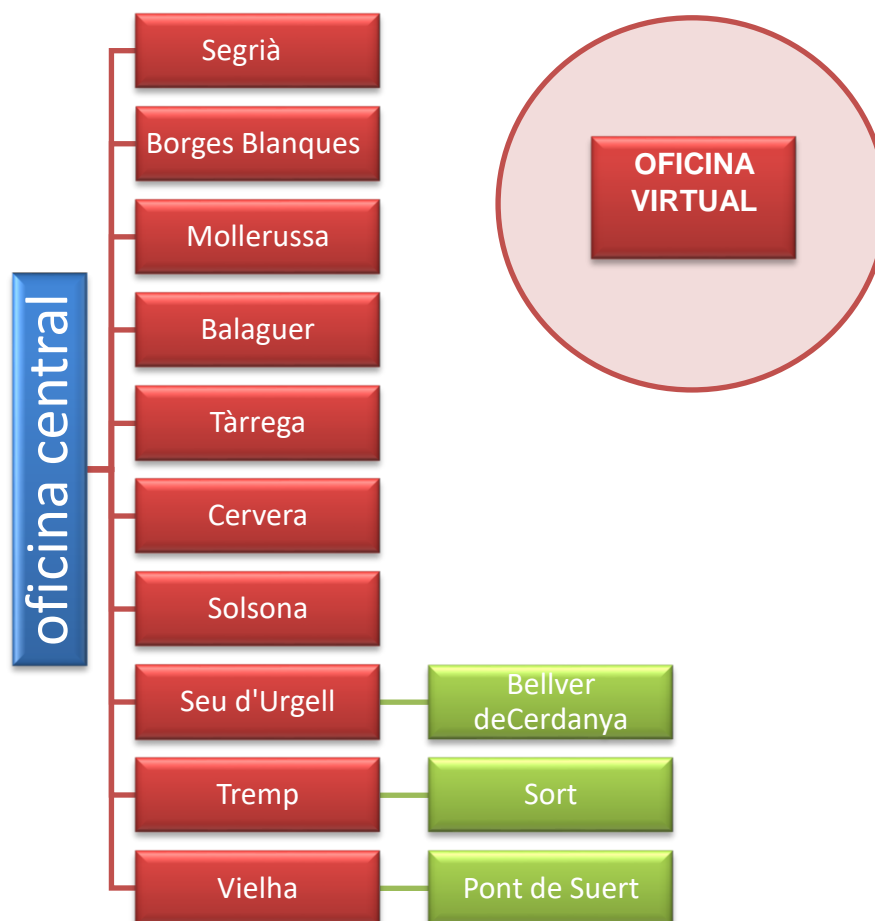 oficina central
Segrià
Borges Blanques
Mollerussa
Balaguer
Tàrrega
Cervera
Solsona
Seu d'Urgell
Bellver
deCerdanya
Tremp
Sort
Vielha
Pont de Suert
OFICINA
VIRTUAL